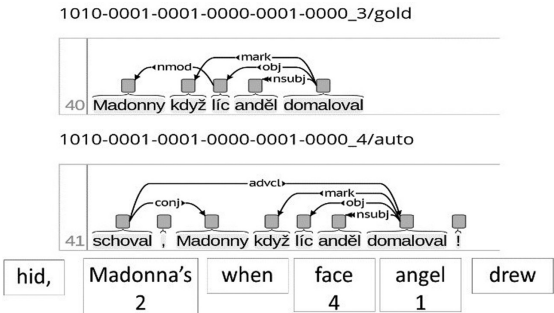 1010-0001-0001-0000-0001-0000_3/gold
mark
nmod obj
nsubj
40 Madonny když líc anděl domaloval
1010-0001-0001-0000-0001-0000_4/auto
advcl
mark
conj obj
nsubj
41 schoval , Madonny když líc anděl domaloval !
hid, Madonna’s when face angel drew
2 4 1